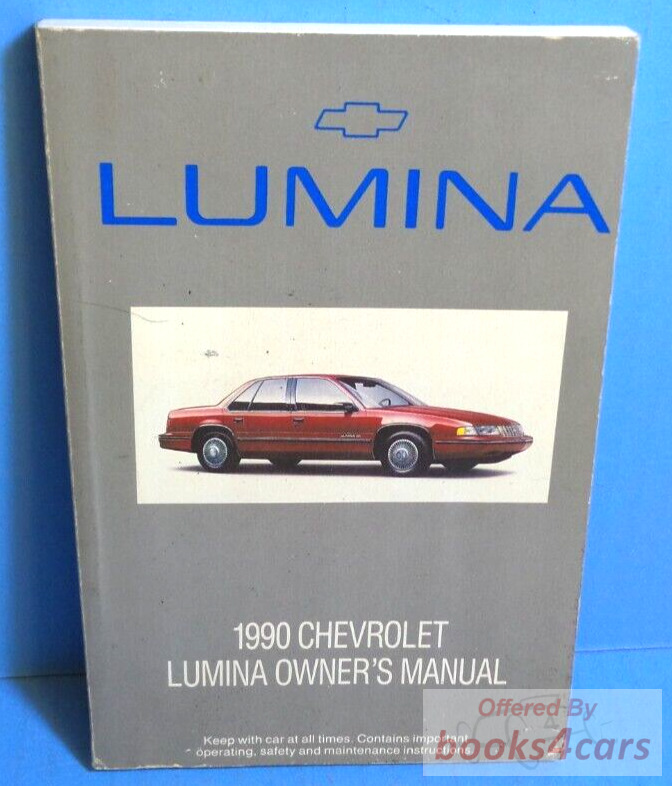 LUMINA
1990 CHEVROLET
LUMINA OWNER'S MANUAL
Keep with car at all times. Contains important
operating, safety and maintenance instructions
Offered By
books4cars